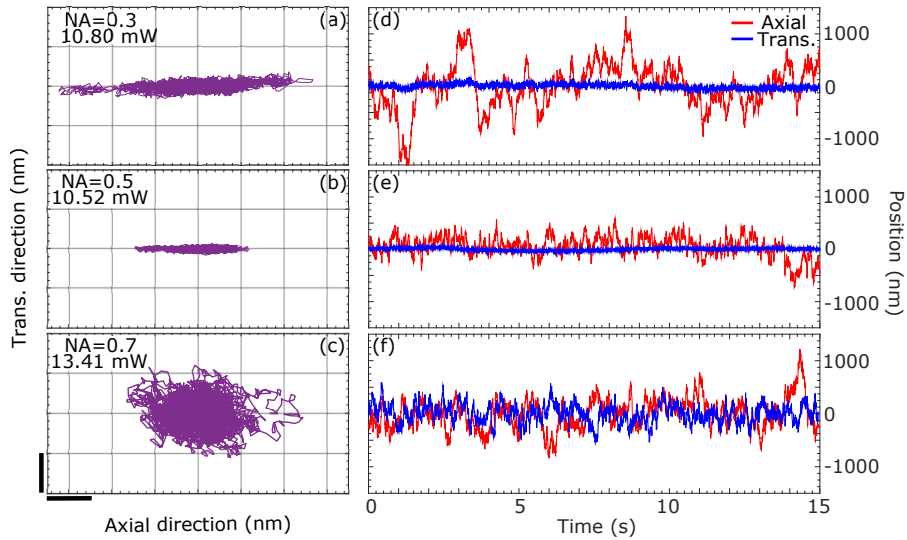 NA=0.3
10.80 mW
(a)
NA=0.5
10.52 mW
(b)
NA=0.7
13.41 mW
(c)
Trans. direction (nm)
Axial direction (nm)
(d)
Axial
Trans.
1000
0
-1000
(e)
1000
0
-1000
(f)
1000
0
-1000
Position (nm)
0 5 10 15
Time (s)